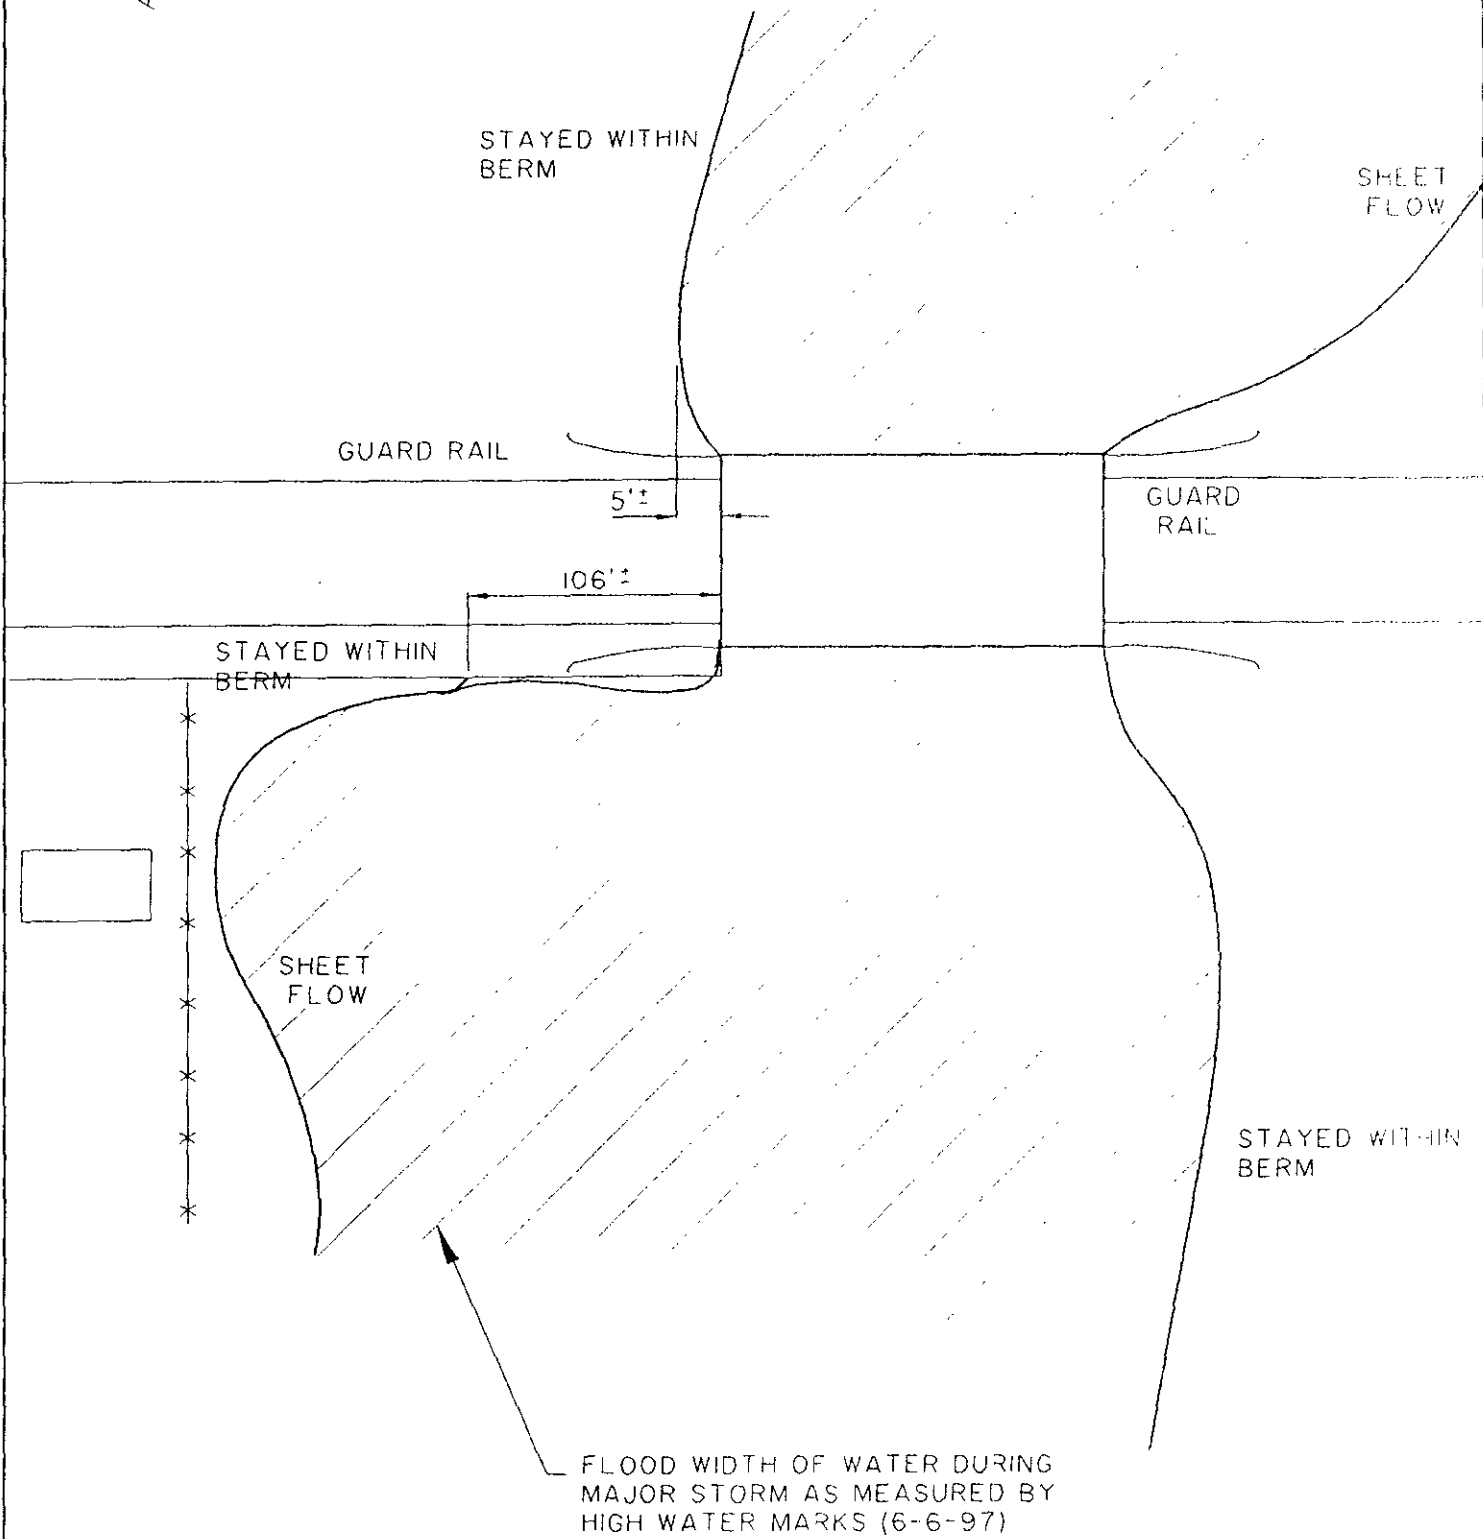 STAYED WITHIN
BERM
SHEET
FLOW
GUARD RAIL
5'±
GUARD
RAIL
106'±
STAYED WITHIN
BERM
SHEET
FLOW
STAYED WITHIN
BERM
FLOOD WIDTH OF WATER DURING
MAJOR STORM AS MEASURED BY
HIGH WATER MARKS (6-6-97)